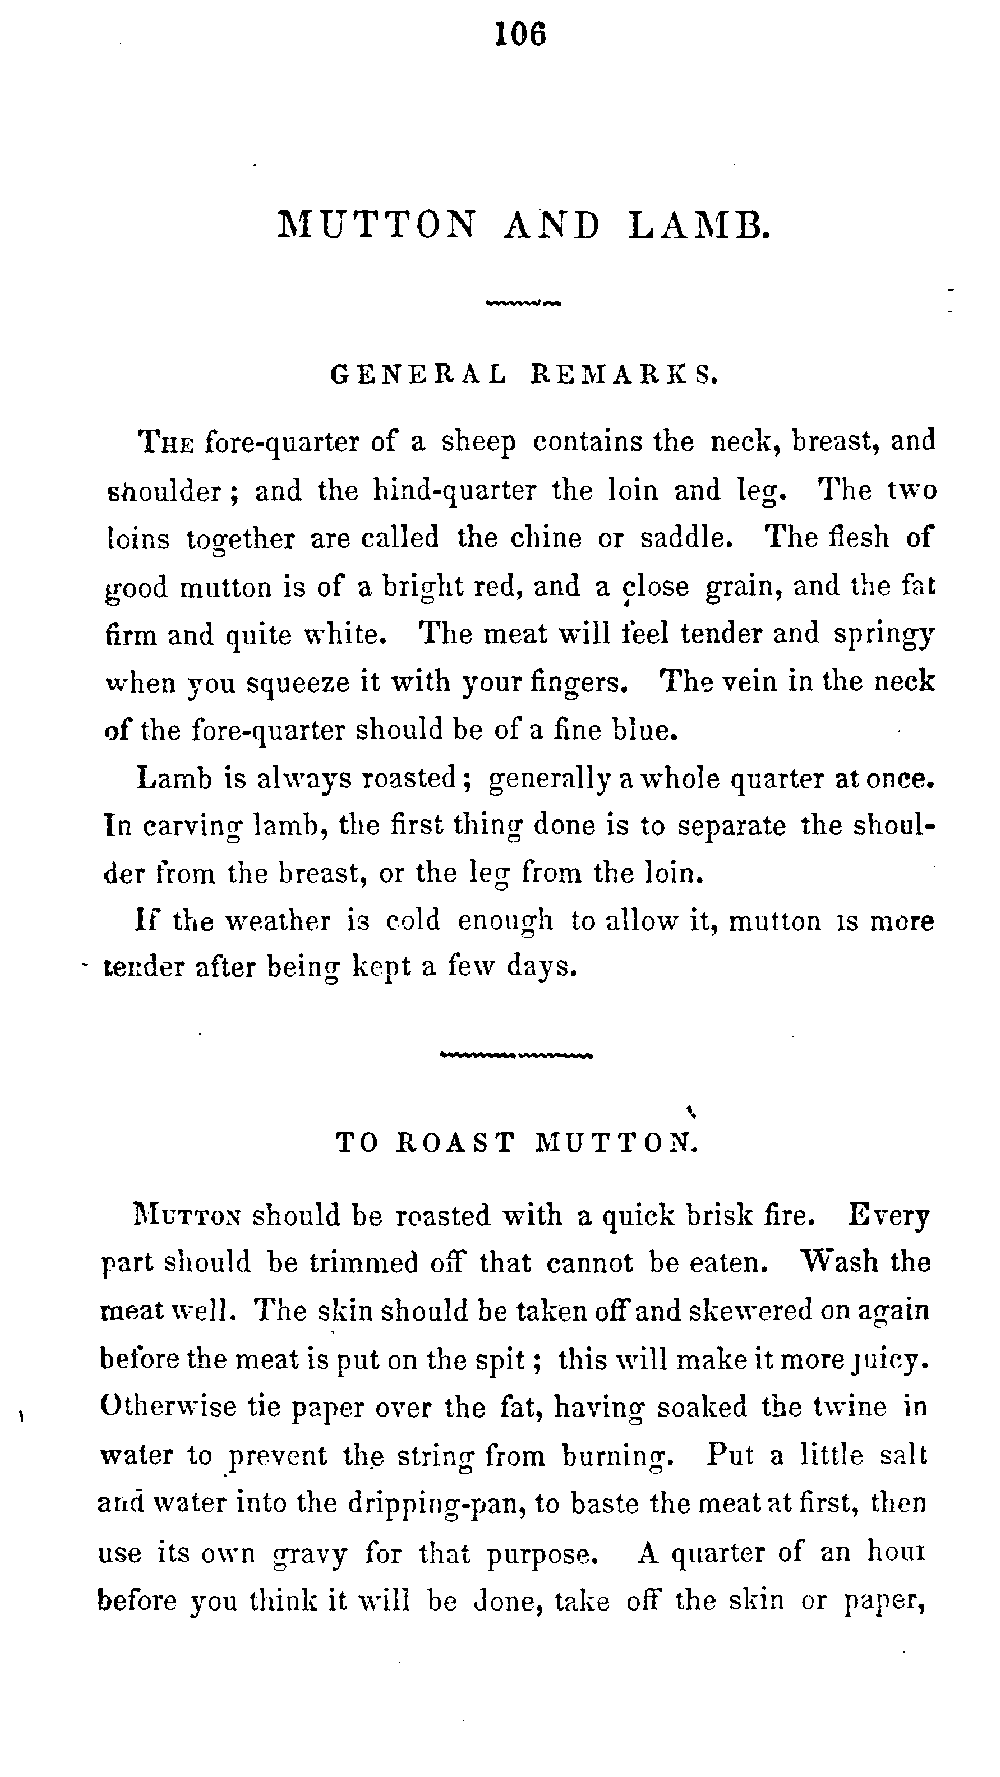 106
MUTTON AND LAMB.
GENERAL REMARKS.
THE fore-quarter of a sheep contains the neck, breast, and
shoulder; and the hind-quarter the loin and leg. The two
loins together are called the chine or saddle. The flesh of
good mutton is of a bright red, and a close grain, and the fat
firm and quite white. The meat will feel tender and springy
when you squeeze it with your fingers. The vein in the neck
of the fore-quarter should be of a fine blue.
Lamb is always roasted; generally a whole quarter at once.
In carving lamb, the first thing done is to separate the shoul-
der from the breast, or the leg from the loin.
If the weather is cold enough to allow it, mutton is more
tender after being kept a few days.
TO ROAST MUTTON.
MUTTON should be roasted with a quick brisk fire. Every
part should be trimmed off that cannot be eaten. Wash the
meat well. The skin should be taken off and skewered on again
before the meat is put on the spit; this will make it more juicy.
Otherwise tie paper over the fat, having soaked the twine in
water to prevent the string from burning. Put a little salt
and water into the dripping-pan, to baste the meat at first, then
use its own gravy for that purpose. A quarter of an hour
before you think it will be done, take off the skin or paper,